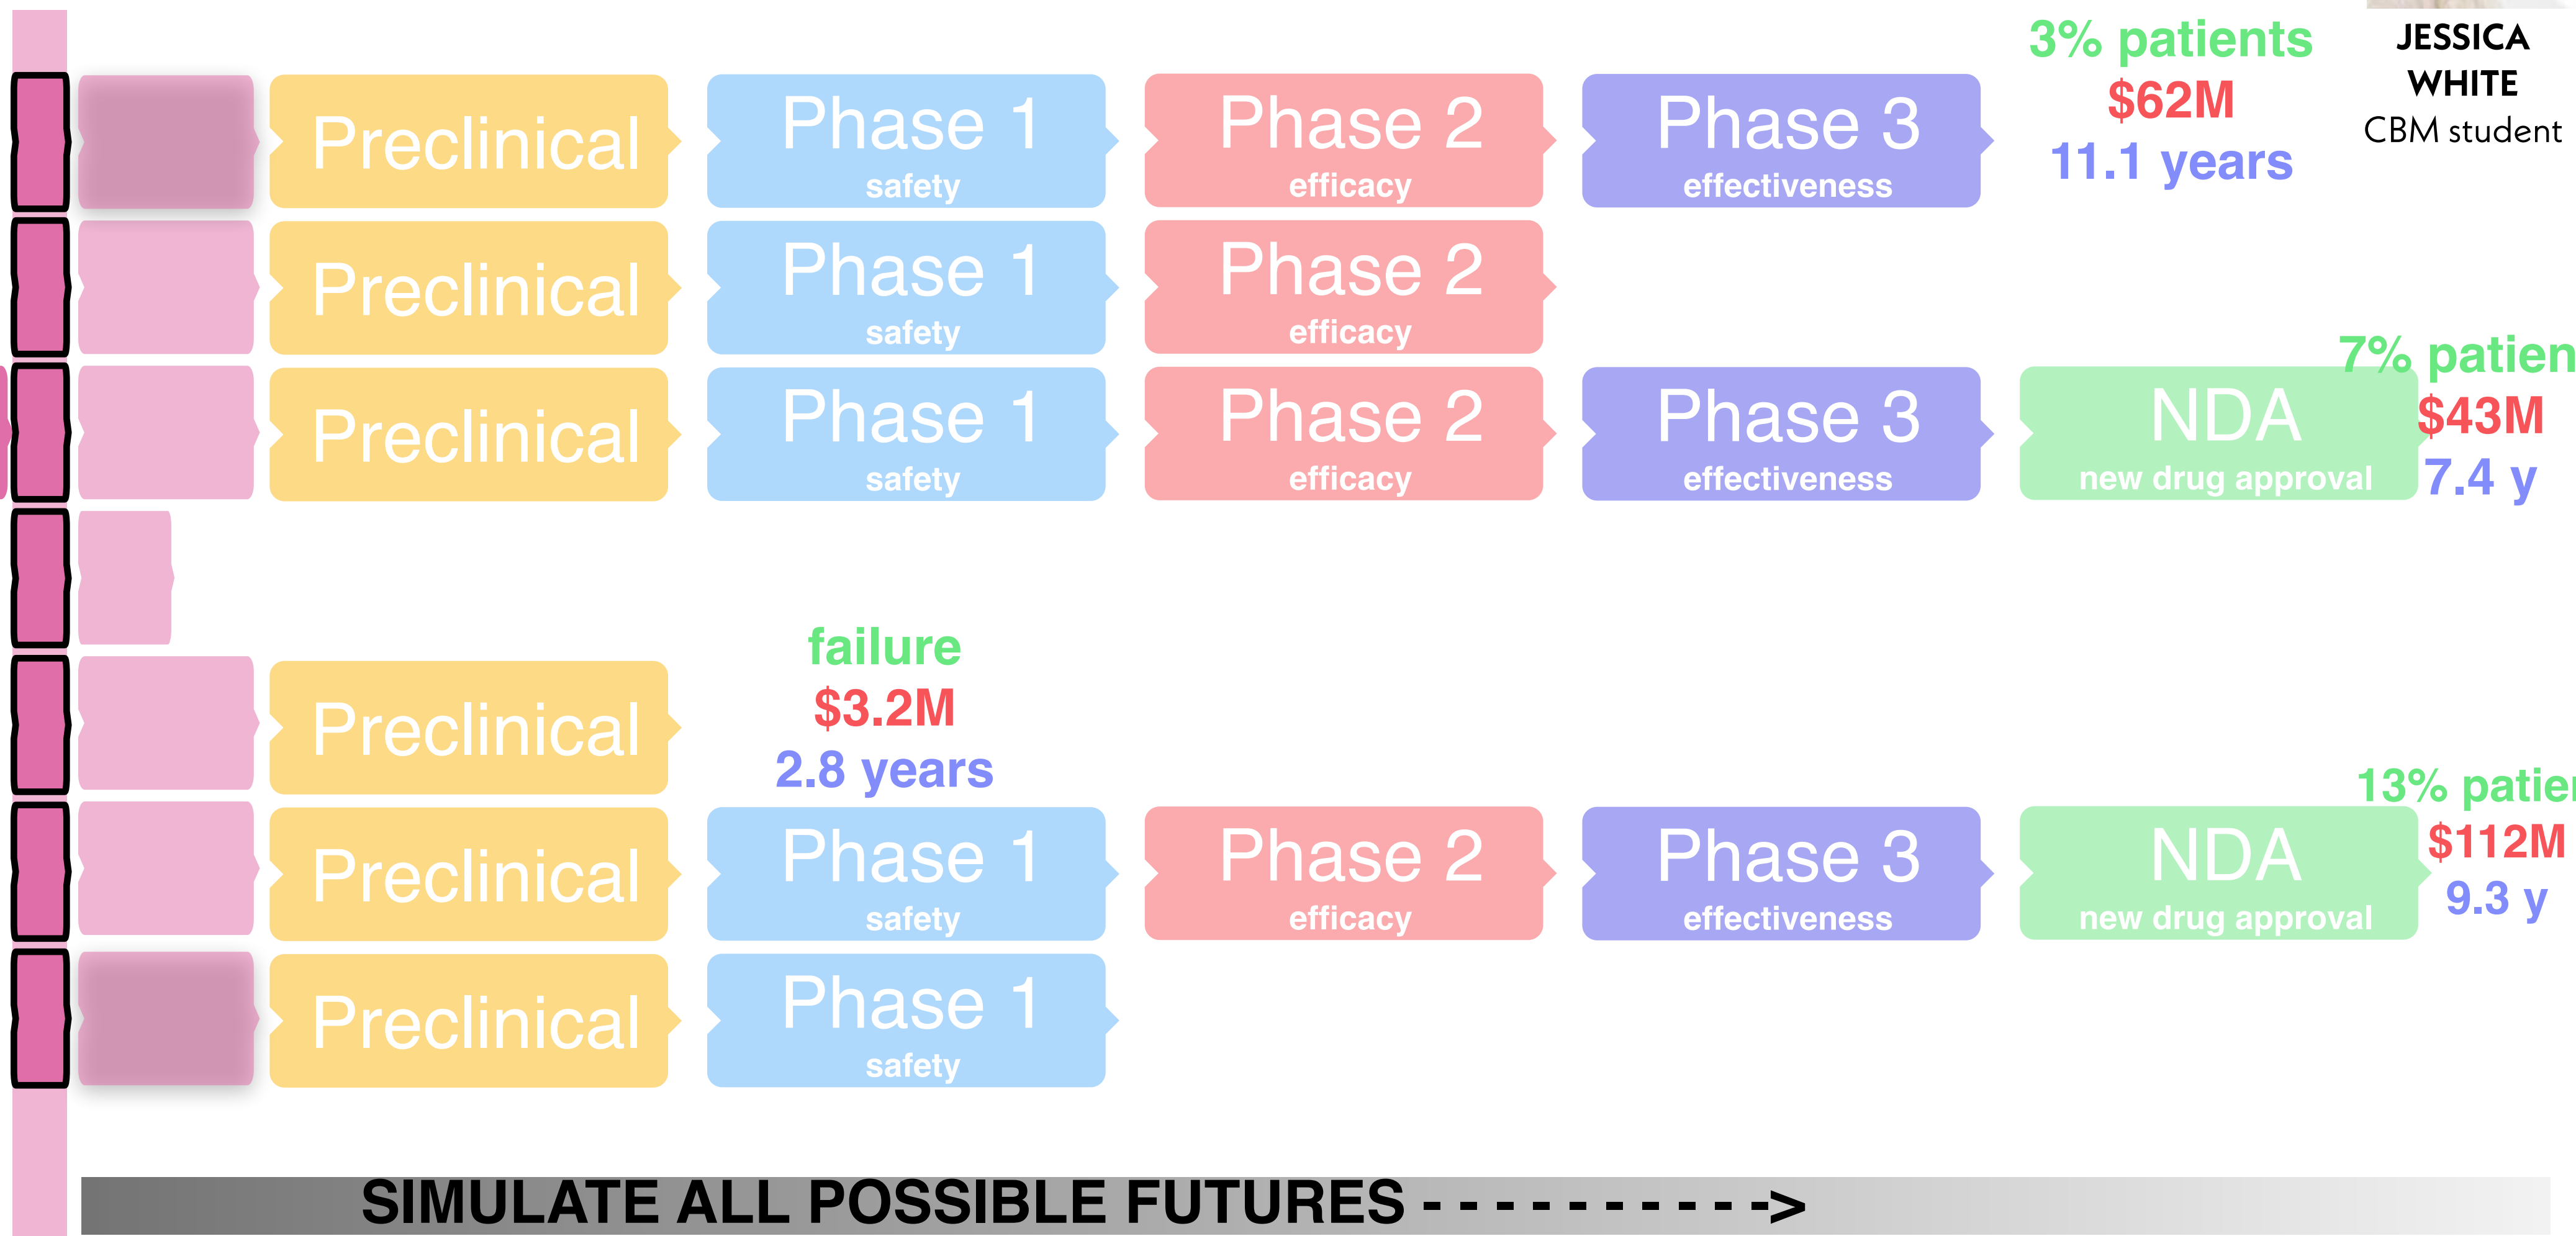 3% patients
$62M
11.1 years
JESSICA
WHITE
CBM student
Preclinical
Phase 1
safety
Phase 2
efficacy
Phase 3
effectiveness
Preclinical
Phase 1
safety
Phase 2
efficacy
7% patien
$43M
7.4 y
Preclinical
Phase 1
safety
Phase 2
efficacy
Phase 3
effectiveness
NDA
new drug approval
failure
$3.2M
2.8 years
Preclinical
13% patie
$112M
9.3 y
Preclinical
Phase 1
safety
Phase 2
efficacy
Phase 3
effectiveness
NDA
new drug approval
Preclinical
Phase 1
safety
SIMULATE ALL POSSIBLE FUTURES - - - - - - - - - ->